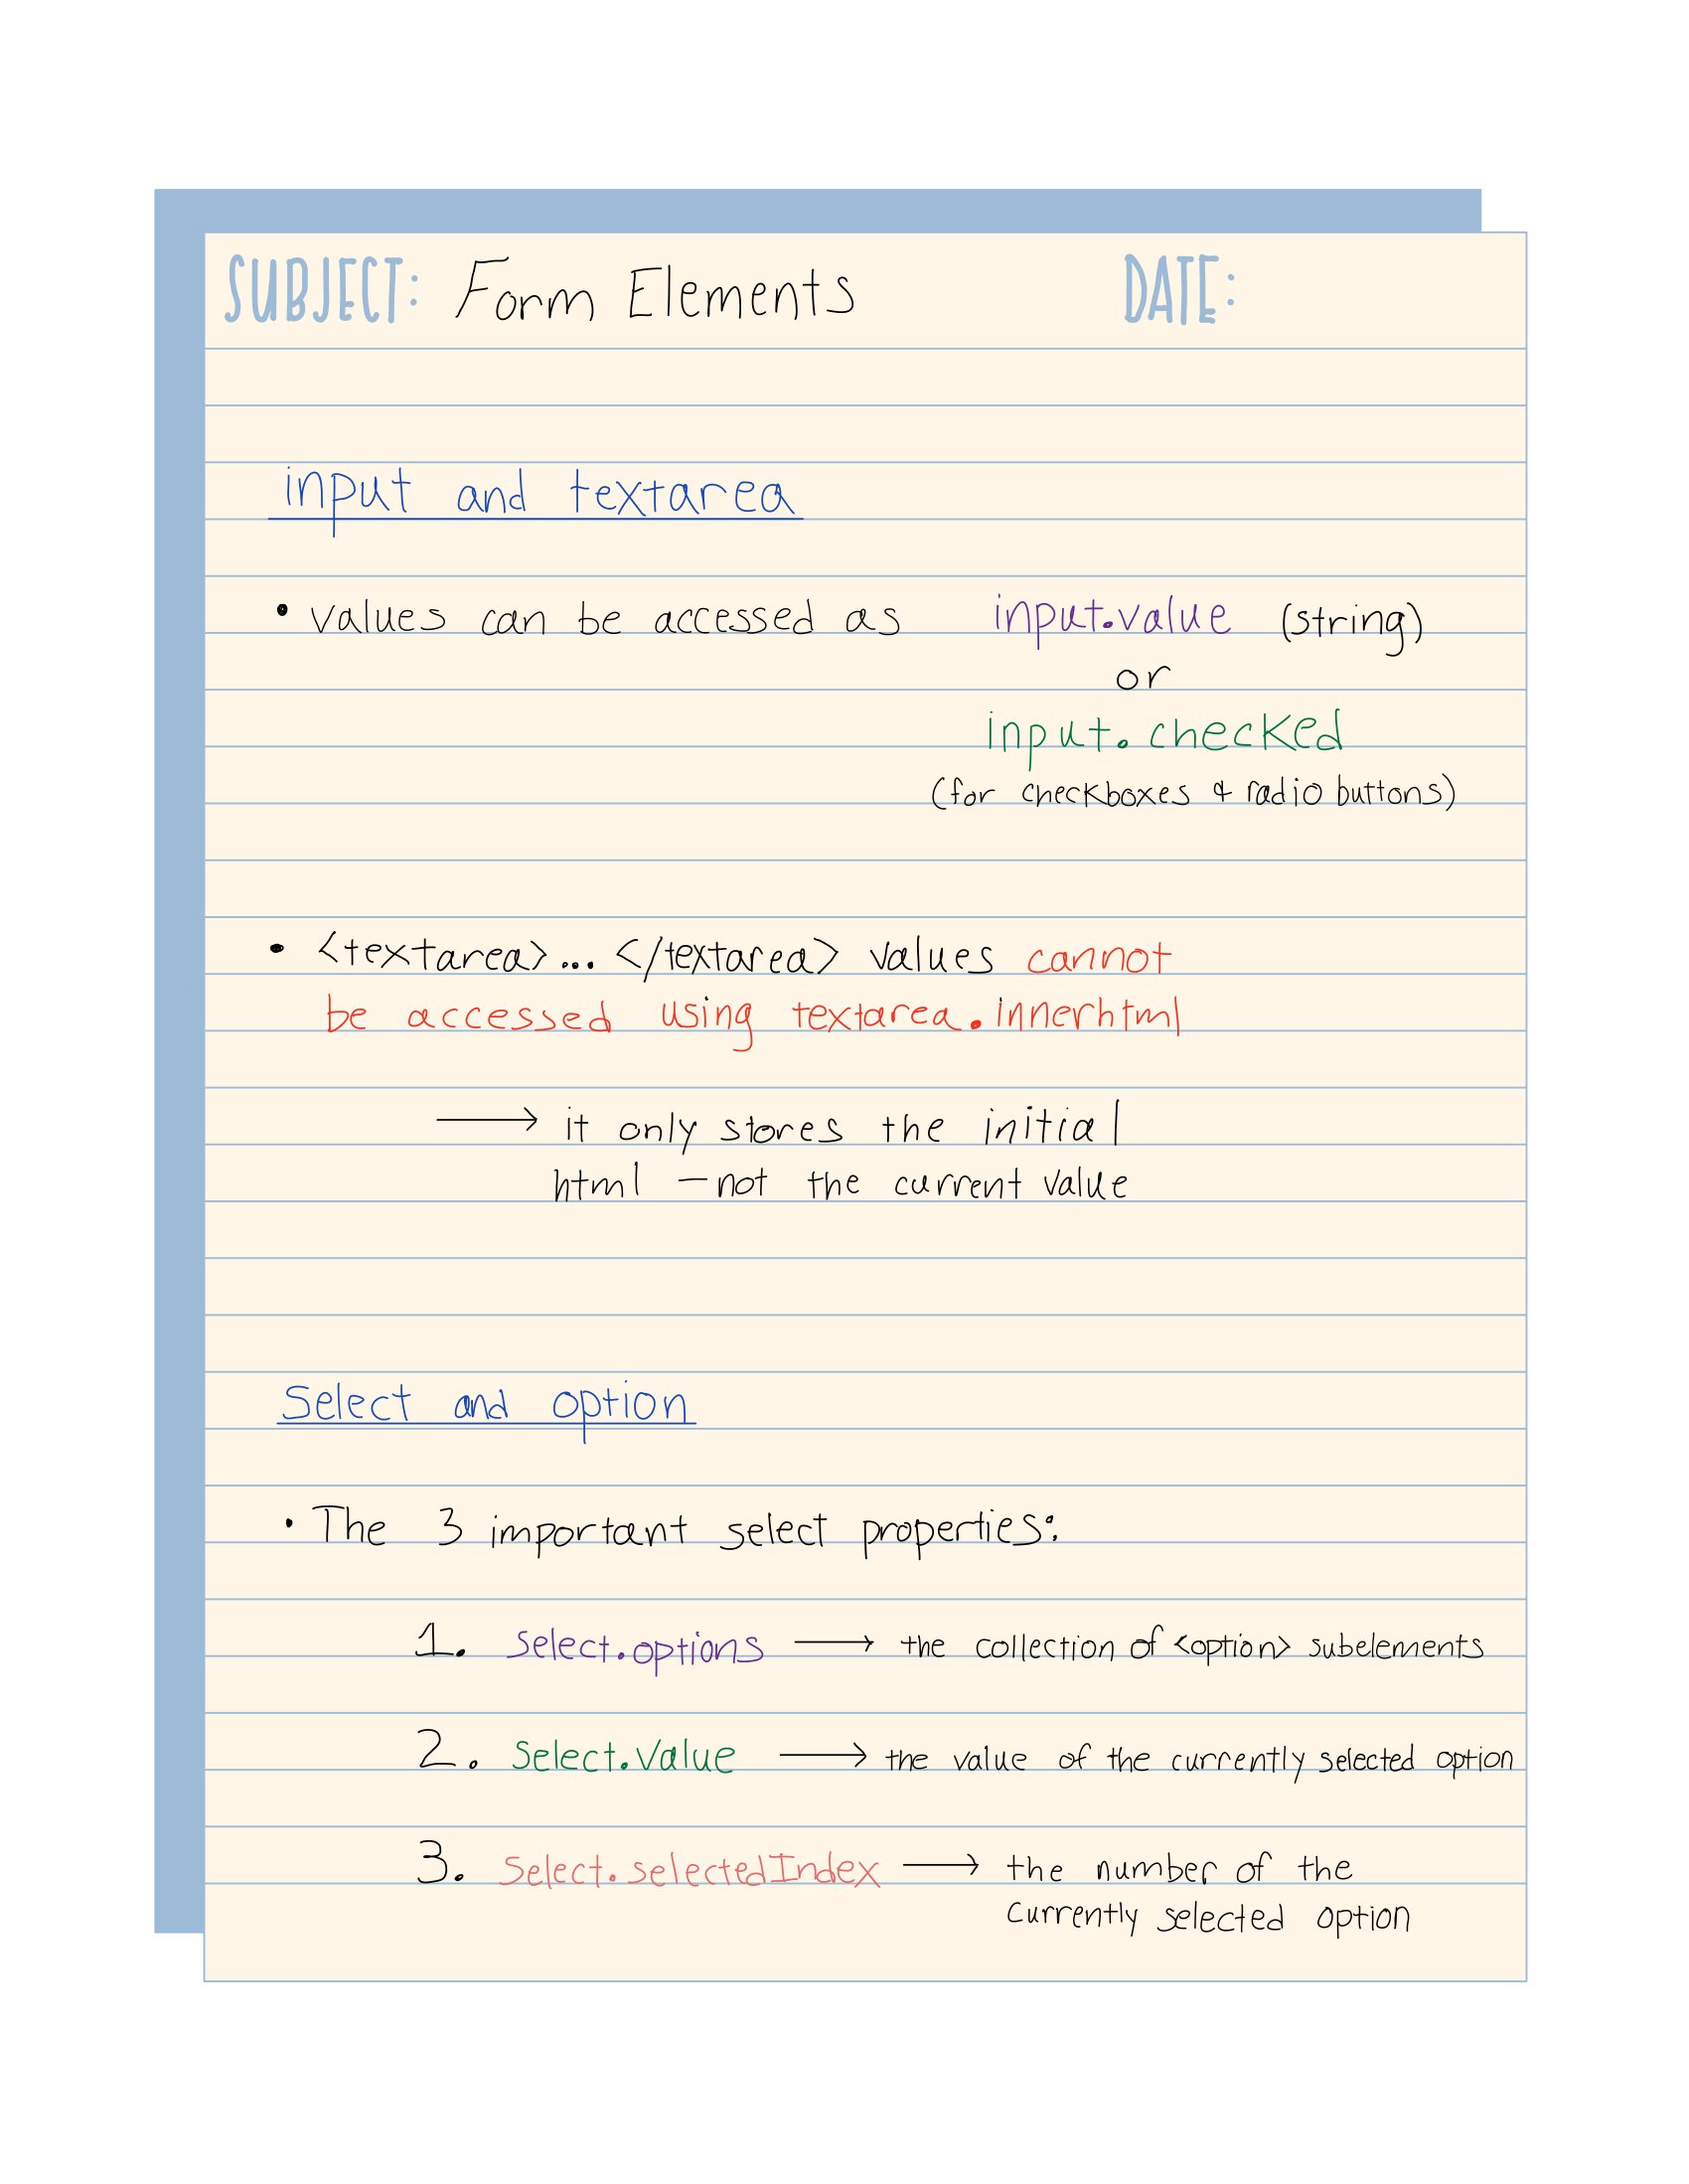 SUBJECT: Form Elements DATE:
input and textarea
• values can be accessed as input.value (string)
or
input.checked
(for checkboxes & radio buttons)
• <textarea>... </textarea> values cannot
be accessed using textarea.innerhtml
→ it only stores the initial
html – not the current value
Select and option
• The 3 important select properties:
1. select.options → the collection of <option> subelements
2. Select.value → the value of the currently selected option
3. Select.selectedIndex → the number of the
currently selected option